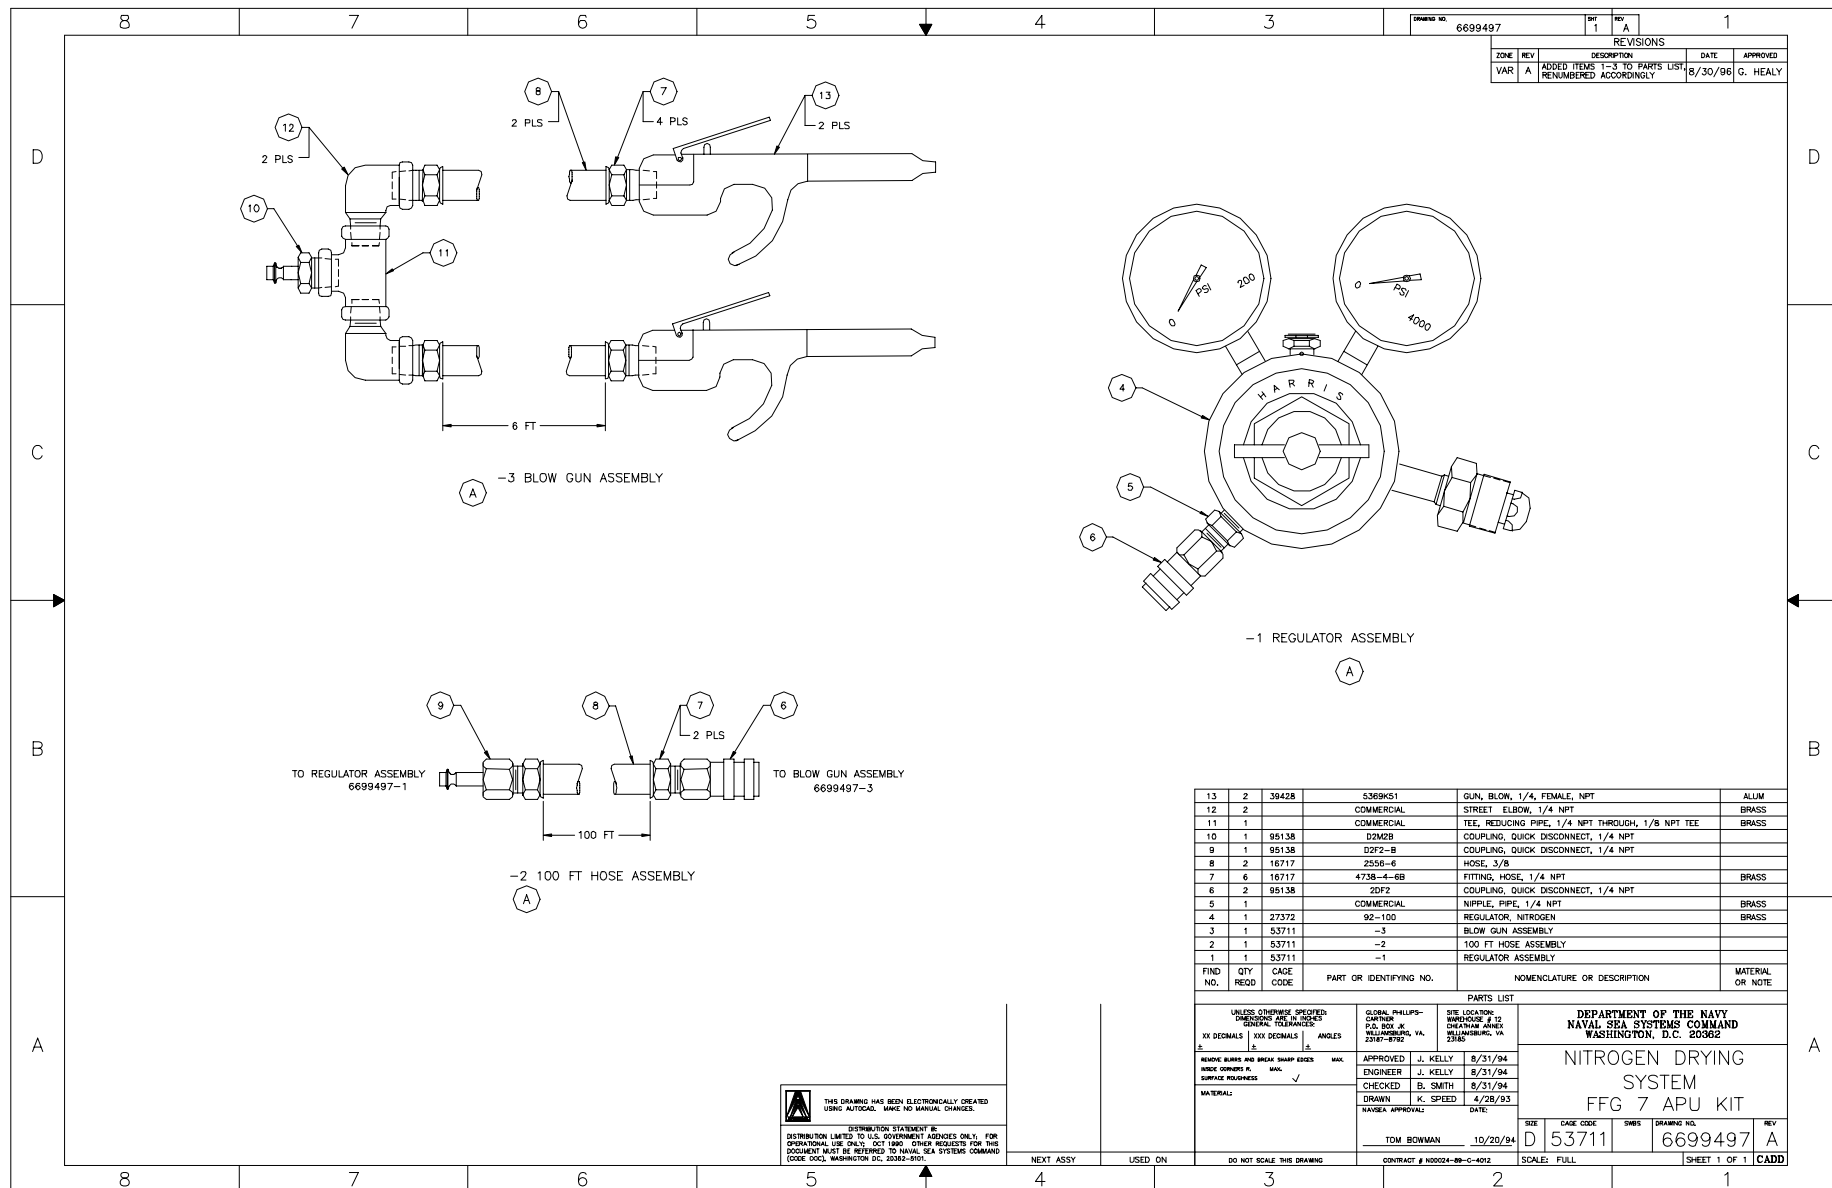 8 7 6 5 4 3 1
DRAWING NO. 6699497 SHT 1 REV A
REVISIONS
ZONE REV DESCRIPTION DATE APPROVED
VAR A ADDED ITEMS 1-3 TO PARTS LIST, RENUMBERED ACCORDINGLY 8/30/96 G. HEALY
D
D
12
2 PLS
8
2 PLS
7
4 PLS
13
2 PLS
10
11
6 FT
-3 BLOW GUN ASSEMBLY
A
PSI
0
200
PSI
0
4000
HARRIS
4
5
6
-1 REGULATOR ASSEMBLY
A
C
C
9
8
7
2 PLS
6
TO REGULATOR ASSEMBLY
6699497-1
TO BLOW GUN ASSEMBLY
6699497-3
100 FT
-2 100 FT HOSE ASSEMBLY
A
B
B
13 2 39428 5369K51 GUN, BLOW, 1/4, FEMALE, NPT ALUM
12 2 COMMERCIAL STREET ELBOW, 1/4 NPT BRASS
11 1 COMMERCIAL TEE, REDUCING PIPE, 1/4 NPT THROUGH, 1/8 NPT TEE BRASS
10 1 95138 D2M2B COUPLING, QUICK DISCONNECT, 1/4 NPT
9 1 95138 D2F2-B COUPLING, QUICK DISCONNECT, 1/4 NPT
8 2 16717 2556-6 HOSE, 3/8
7 6 16717 4738-4-6B FITTING, HOSE, 1/4 NPT BRASS
6 2 95138 2DF2 COUPLING, QUICK DISCONNECT, 1/4 NPT
5 1 COMMERCIAL NIPPLE, PIPE, 1/4 NPT BRASS
4 1 27372 92-100 REGULATOR, NITROGEN BRASS
3 1 53711 -3 BLOW GUN ASSEMBLY
2 1 53711 -2 100 FT HOSE ASSEMBLY
1 1 53711 -1 REGULATOR ASSEMBLY
FIND NO. QTY REQD CAGE CODE PART OR IDENTIFYING NO. NOMENCLATURE OR DESCRIPTION MATERIAL OR NOTE
PARTS LIST
A
A
UNLESS OTHERWISE SPECIFIED:
DIMENSIONS ARE IN INCHES
GENERAL TOLERANCES:
XX DECIMALS XXX DECIMALS ANGLES
± ± ±
REMOVE BURRS AND BREAK SHARP EDGES MAX.
INSIDE CORNERS R. MAX.
SURFACE ROUGHNESS
MATERIAL:
DO NOT SCALE THIS DRAWING
GLOBAL PHILLIPS-
CARTNER
P.O. BOX JK
WILLIAMSBURG, VA.
23187-8792
SITE LOCATION:
WAREHOUSE # 12
CHEATHAM ANNEX
WILLIAMSBURG, VA
23185
APPROVED J. KELLY 8/31/94
ENGINEER J. KELLY 8/31/94
CHECKED B. SMITH 8/31/94
DRAWN K. SPEED 4/28/93
NAVSEA APPROVAL: DATE:
TOM BOWMAN 10/20/94
CONTRACT # N00024-89-C-4012
DEPARTMENT OF THE NAVY
NAVAL SEA SYSTEMS COMMAND
WASHINGTON, D.C. 20362
NITROGEN DRYING
SYSTEM
FFG 7 APU KIT
SIZE D CAGE CODE 53711 SWBS DRAWING NO. 6699497 REV A
SCALE: FULL SHEET 1 OF 1 CADD
THIS DRAWING HAS BEEN ELECTRONICALLY CREATED
USING AUTOCAD. MAKE NO MANUAL CHANGES.
DISTRIBUTION STATEMENT B:
DISTRIBUTION LIMITED TO U.S. GOVERNMENT AGENCIES ONLY; FOR
OPERATIONAL USE ONLY; OCT 1990 OTHER REQUESTS FOR THIS
DOCUMENT MUST BE REFERRED TO NAVAL SEA SYSTEMS COMMAND
(CODE 00C), WASHINGTON DC, 20382-5101.
NEXT ASSY USED ON
8 7 6 5 4 3 2 1